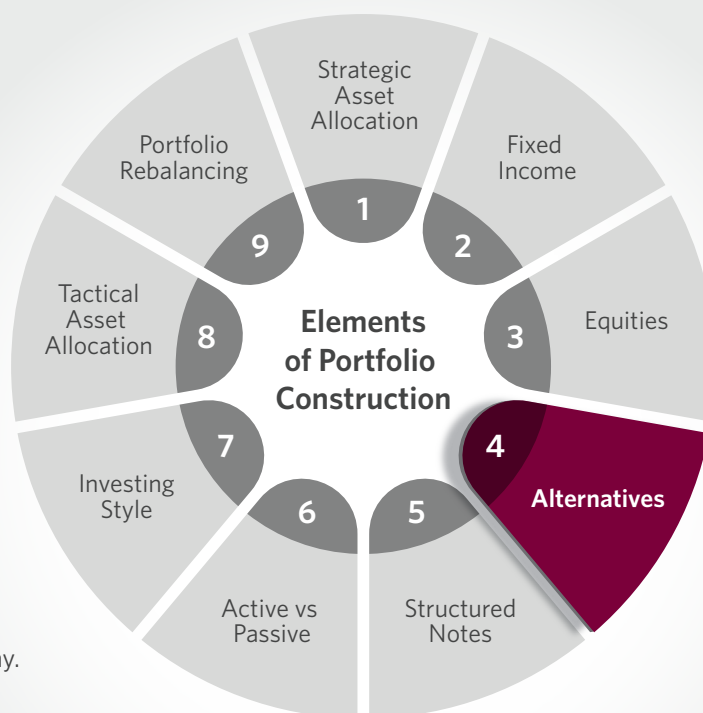 Elements
of Portfolio
Construction
1
Strategic
Asset
Allocation
2
Fixed
Income
3
Equities
4
Alternatives
5
Structured
Notes
6
Active vs
Passive
7
Investing
Style
8
Tactical
Asset
Allocation
9
Portfolio
Rebalancing